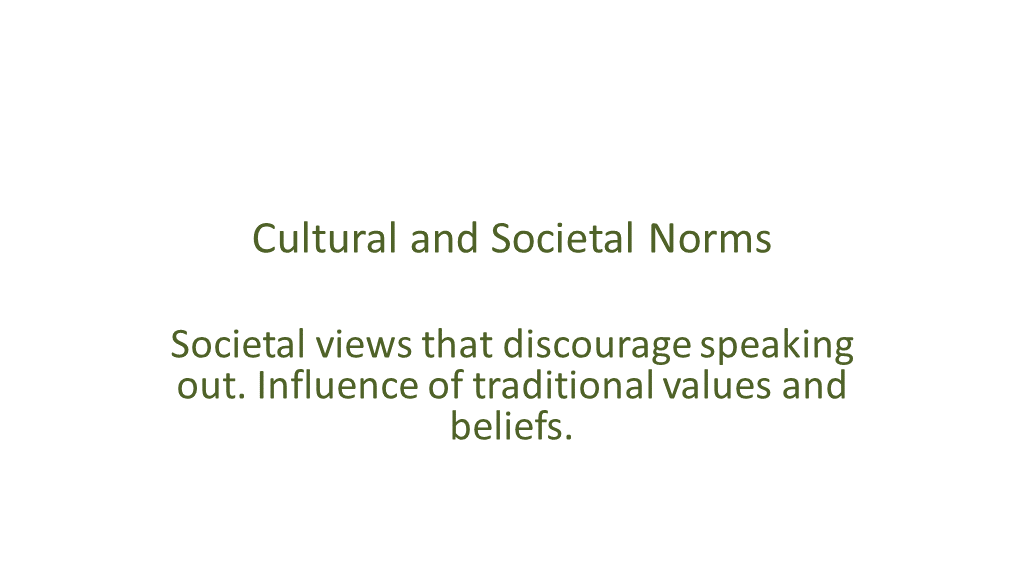 Cultural and Societal Norms
Societal views that discourage speaking
out. Influence of traditional values and
beliefs.